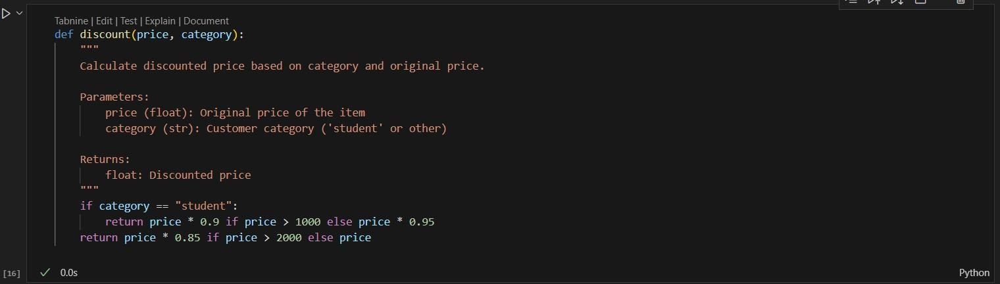 Tabnine | Edit | Test | Explain | Document
def discount(price, category):
    """
    Calculate discounted price based on category and original price.

    Parameters:
        price (float): Original price of the item
        category (str): Customer category ('student' or other)

    Returns:
        float: Discounted price
    """
    if category == "student":
        return price * 0.9 if price > 1000 else price * 0.95
    return price * 0.85 if price > 2000 else price
[16]
0.0s
Python